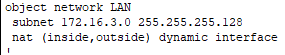 object network LAN
subnet 172.16.3.0 255.255.255.128
nat (inside,outside) dynamic interface
!